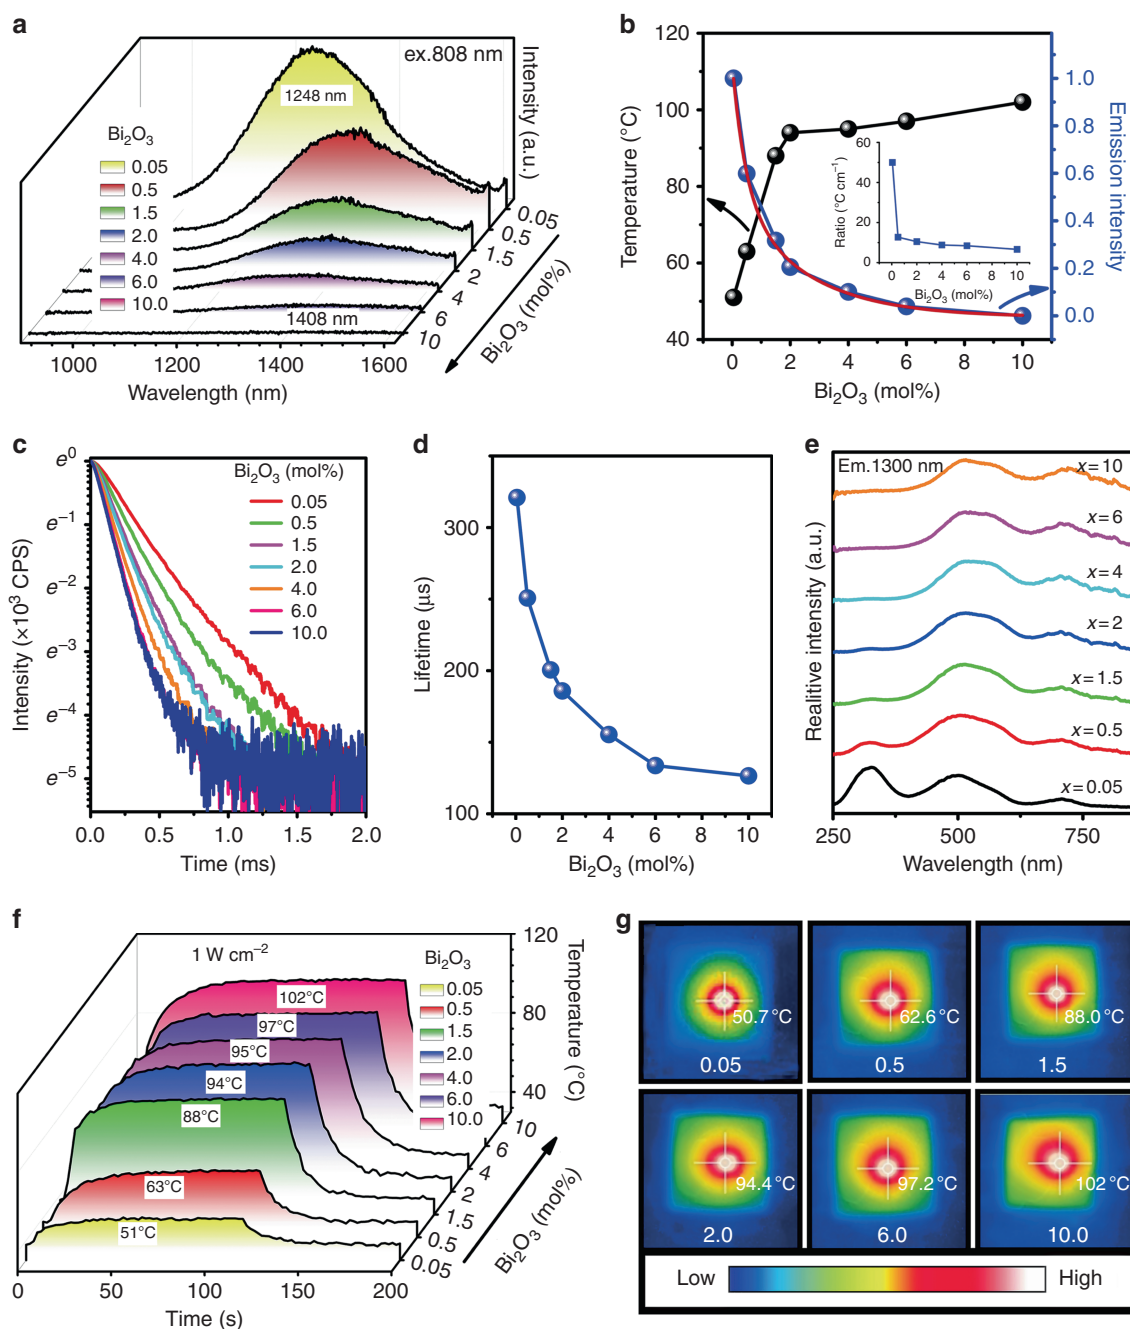 a
ex.808 nm
1248 nm
1408 nm
Bi₂O₃
0.05
0.5
1.5
2.0
4.0
6.0
10.0
Intensity (a.u.)
0.05
0.5
1.5
2
4
6
10
Bi₂O₃ (mol%)
1000
1200
1400
1600
Wavelength (nm)
b
120
100
80
60
40
Temperature (°C)
1.0
0.8
0.6
0.4
0.2
0.0
Emission intensity
0
2
4
6
8
10
Bi₂O₃ (mol%)
60
40
20
0
Ratio (°C cm⁻¹)
0
2
4
6
8
10
Bi₂O₃ (mol%)
c
e⁰
e⁻¹
e⁻²
e⁻³
e⁻⁴
e⁻⁵
Intensity (×10³ CPS)
Bi₂O₃ (mol%)
0.05
0.5
1.5
2.0
4.0
6.0
10.0
0.0
0.5
1.0
1.5
2.0
Time (ms)
d
300
200
100
Lifetime (µs)
0
2
4
6
8
10
Bi₂O₃ (mol%)
e
Em.1300 nm
x=10
x=6
x=4
x=2
x=1.5
x=0.5
x=0.05
Realitive intensity (a.u.)
250
500
750
Wavelength (nm)
f
1 W cm⁻²
120
80
40
Temperature (°C)
Bi₂O₃
0.05
0.5
1.5
2.0
4.0
6.0
10.0
102°C
97°C
95°C
94°C
88°C
63°C
51°C
10
6
4
2
1.5
0.5
0.05
Bi₂O₃ (mol%)
0
50
100
150
200
Time (s)
g
50.7 °C
0.05
62.6 °C
0.5
88.0 °C
1.5
94.4 °C
2.0
97.2 °C
6.0
102 °C
10.0
Low
High